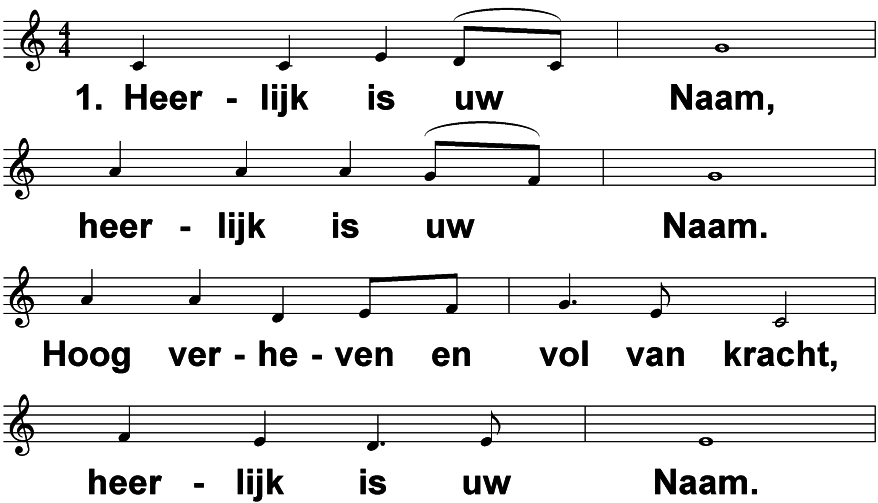 1. Heer - lijk is uw Naam,
heer - lijk is uw Naam.
Hoog ver - he - ven en vol van kracht,
heer - lijk is uw Naam.